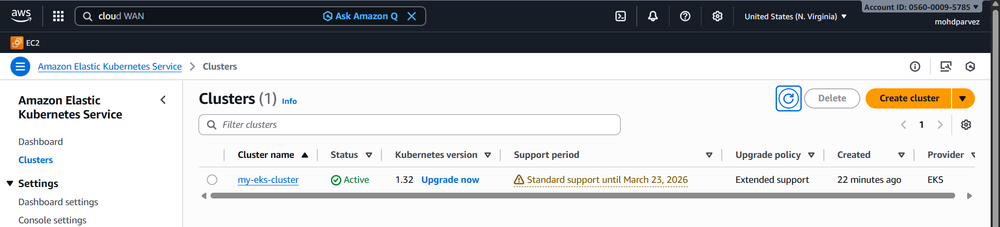 aws
cloud WAN
Ask Amazon Q
United States (N. Virginia)
Account ID: 0560-0009-5785
mohdparvez
EC2
Amazon Elastic Kubernetes Service
Clusters
Amazon Elastic
Kubernetes Service
Dashboard
Clusters
Settings
Dashboard settings
Console settings
Clusters (1) Info
Delete
Create cluster
Filter clusters
1
Cluster name Status Kubernetes version Support period Upgrade policy Created Provider
my-eks-cluster Active 1.32 Upgrade now Standard support until March 23, 2026 Extended support 22 minutes ago EKS